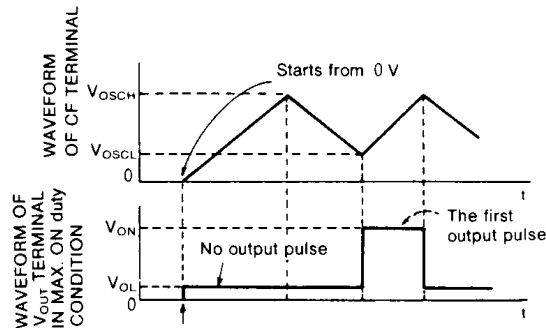 WAVEFORM
OF CF TERMINAL
Starts from 0 V
VOSCH
VOSCL
0
t
WAVEFORM OF
VOUT TERMINAL
IN MAX. ON duty
CONDITION
VON
The first
output pulse
No output pulse
VOL
0
t